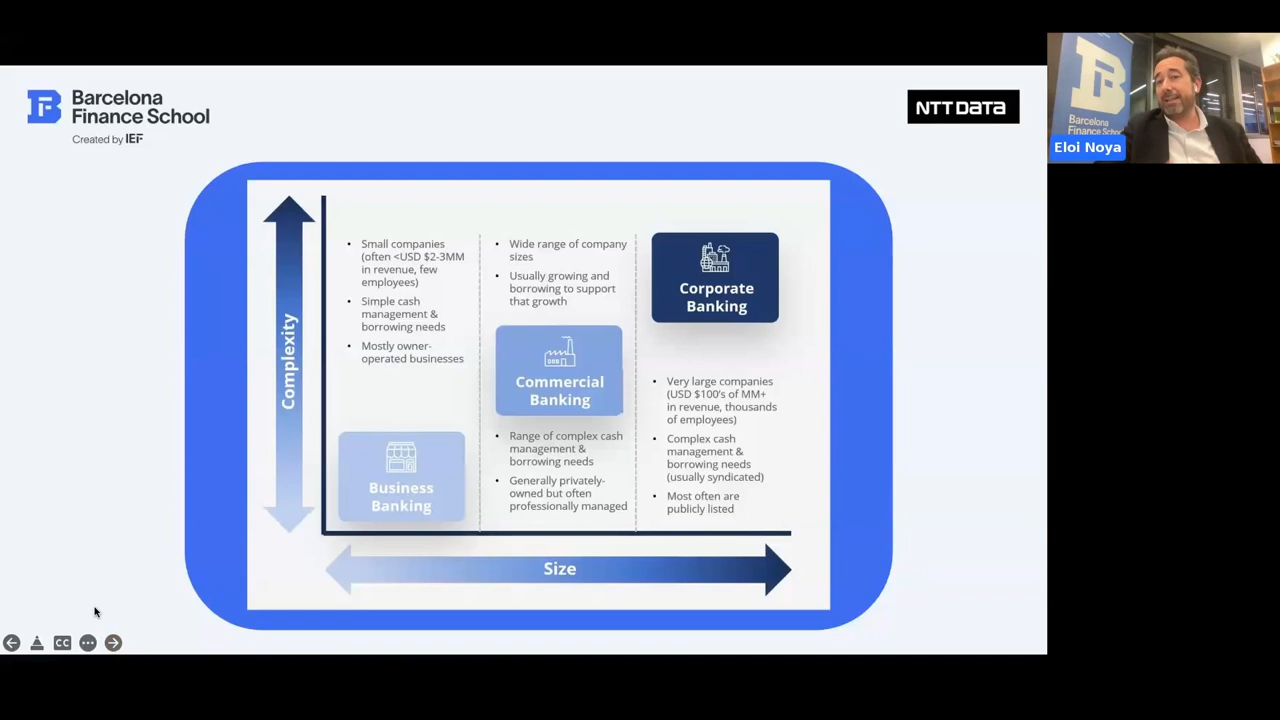 Barcelona
Finance School
Created by IEF
NTT DATA
Barcelona
Finance School
Eloi Noya
Complexity
• Small companies
(often <USD $2-3MM
in revenue, few
employees)
• Simple cash
management &
borrowing needs
• Mostly owner-
operated businesses
Business
Banking
• Wide range of company
sizes
• Usually growing and
borrowing to support
that growth
Commercial
Banking
• Range of complex cash
management &
borrowing needs
• Generally privately-
owned but often
professionally managed
Corporate
Banking
• Very large companies
(USD $100's of MM+
in revenue, thousands
of employees)
• Complex cash
management &
borrowing needs
(usually syndicated)
• Most often are
publicly listed
Size
CC